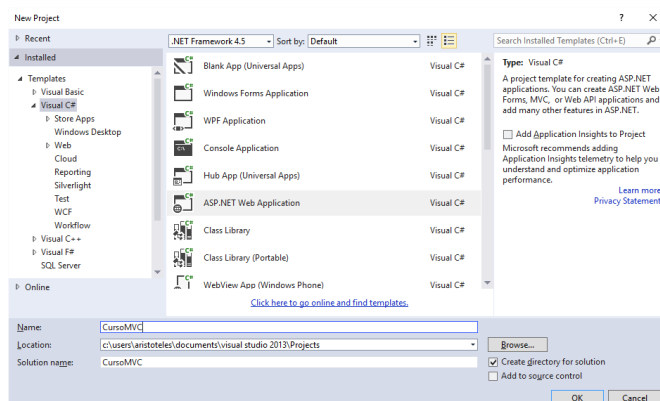 New Project
? ×
Recent
.NET Framework 4.5
Sort by: Default
Search Installed Templates (Ctrl+E)
Installed
Templates
Visual Basic
Visual C#
Store Apps
Windows Desktop
Web
Cloud
Reporting
Silverlight
Test
WCF
Workflow
Visual C++
Visual F#
SQL Server
Online
Blank App (Universal Apps) Visual C#
Windows Forms Application Visual C#
WPF Application Visual C#
Console Application Visual C#
Hub App (Universal Apps) Visual C#
ASP.NET Web Application Visual C#
Class Library Visual C#
Class Library (Portable) Visual C#
WebView App (Windows Phone) Visual C#
Click here to go online and find templates.
Type: Visual C#
A project template for creating ASP.NET
applications. You can create ASP.NET Web
Forms, MVC, or Web API applications and
add many other features in ASP.NET.
Add Application Insights to Project
Microsoft recommends adding
Application Insights telemetry to help you
understand and optimize application
performance.
Learn more
Privacy Statement
Name: CursoMVC
Location: c:\users\aristoteles\documents\visual studio 2013\Projects
Browse...
Solution name: CursoMVC
Create directory for solution
Add to source control
OK Cancel